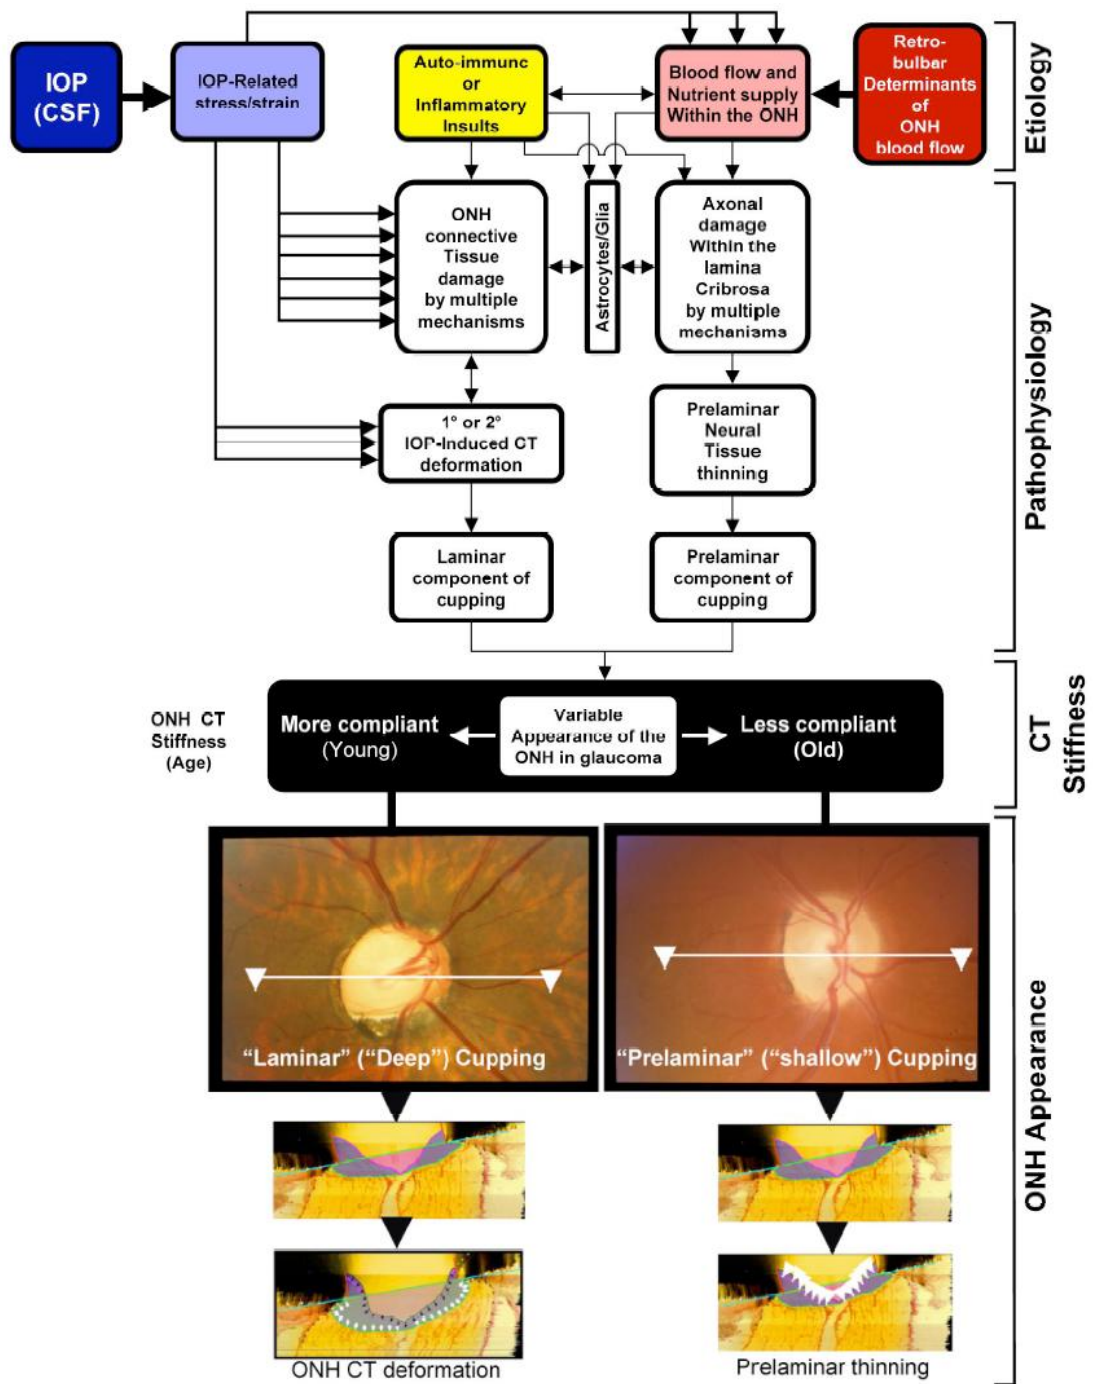 IOP
(CSF)
IOP-Related
stress/strain
Auto-immunc
or
Inflammatory
Insults
Blood flow and
Nutrient supply
Within the ONH
Retro-
bulbar
Determinants
of
ONH
blood flow
Etiology
ONH
connective
Tissue
damage
by multiple
mechanisms
Astrocytes/Glia
Axonal
damage
Within the
lamina
Cribrosa
by multiple
mechanisms
1° or 2°
IOP-Induced CT
deformation
Prelaminar
Neural
Tissue
thinning
Laminar
component of
cupping
Prelaminar
component of
cupping
Pathophysiology
ONH CT
Stiffness
(Age)
More compliant
(Young)
Variable
Appearance of the
ONH in glaucoma
Less compliant
(Old)
CT
Stiffness
“Laminar” (“Deep”) Cupping
“Prelaminar” (“shallow”) Cupping
ONH Appearance
ONH CT deformation
Prelaminar thinning